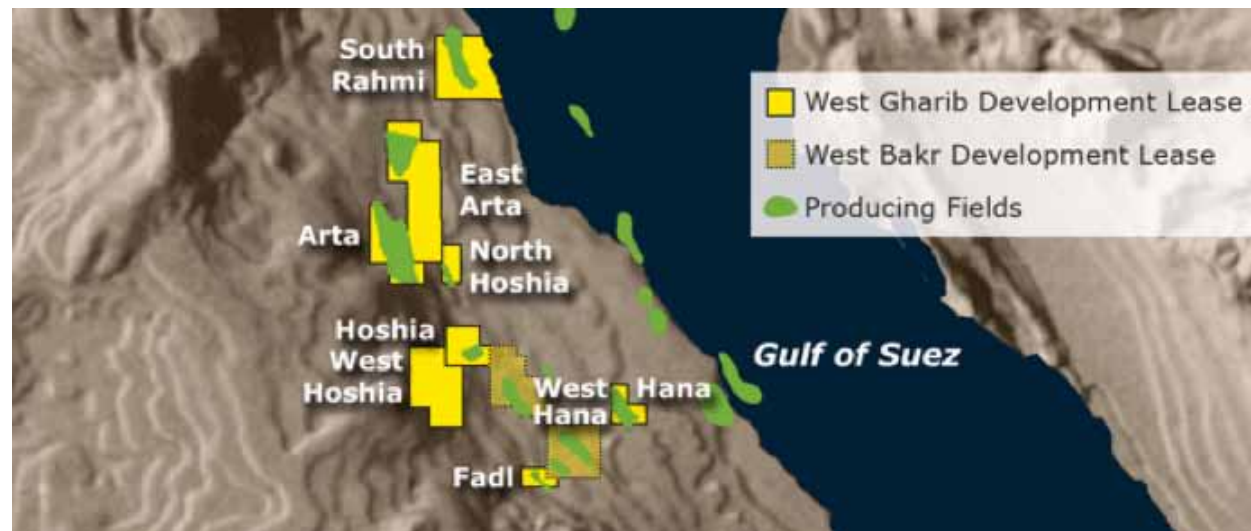 South
Rahmi
West Gharib Development Lease
West Bakr Development Lease
Producing Fields
East
Arta
Arta
North
Hoshia
Hoshia
West
Hoshia
Gulf of Suez
West
Hana
Hana
Fadl